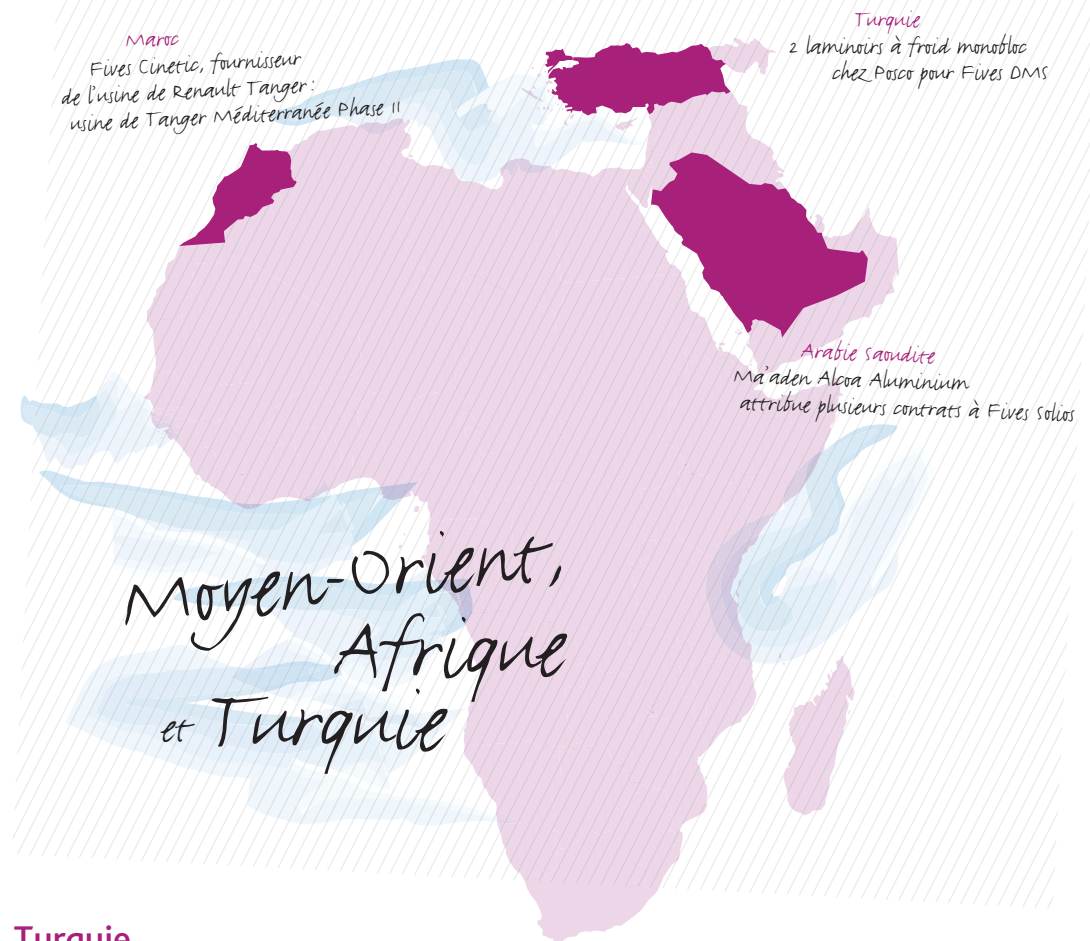 Maroc
Fives Cinetic, fournisseur
de l'usine de Renault Tanger :
usine de Tanger Méditerranée Phase II
Turquie
2 laminoirs à froid monobloc
chez Posco pour Fives DMS
Arabie Saoudite
Ma'aden Alcoa Aluminium
attribue plusieurs contrats à Fives Solios
Moyen-Orient,
Afrique
et Turquie
Turquie